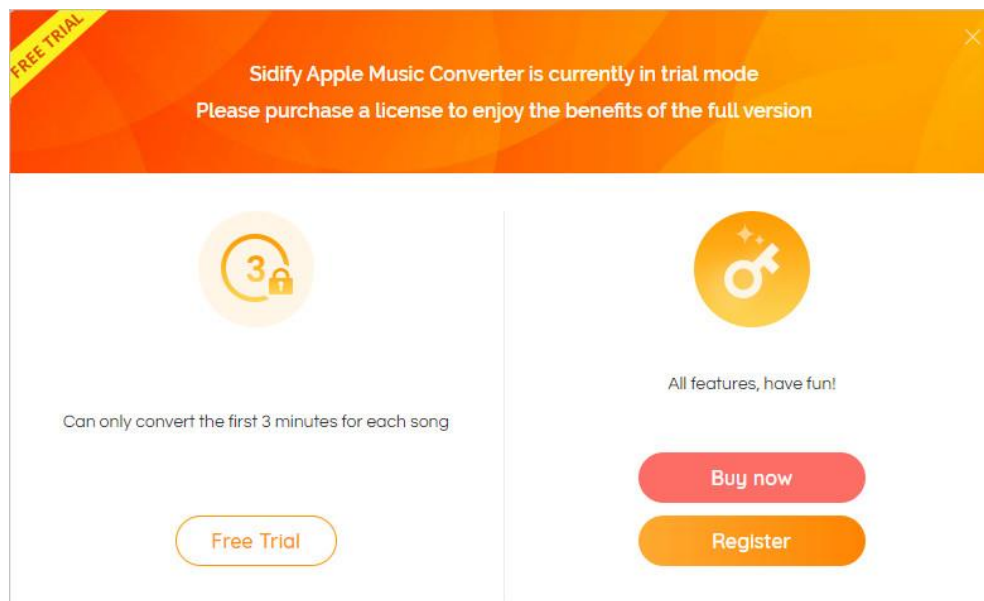 FREE TRIAL
Sidify Apple Music Converter is currently in trial mode
Please purchase a license to enjoy the benefits of the full version
3
Can only convert the first 3 minutes for each song
Free Trial
All features, have fun!
Buy now
Register